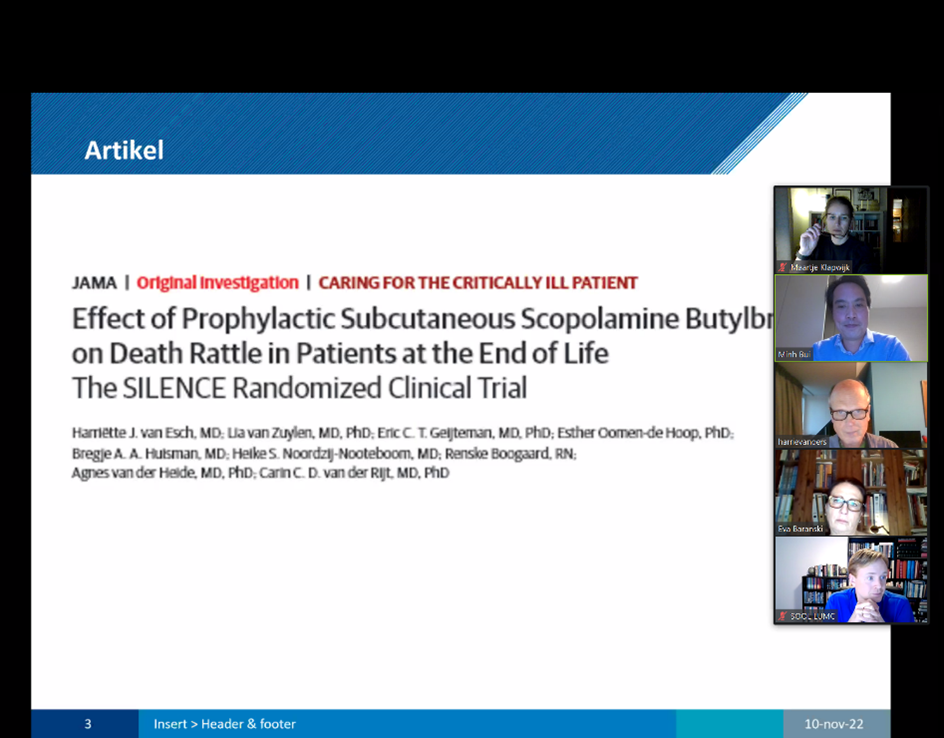 Artikel
JAMA | Original Investigation | CARING FOR THE CRITICALLY ILL PATIENT
Effect of Prophylactic Subcutaneous Scopolamine Butylbr
on Death Rattle in Patients at the End of Life
The SILENCE Randomized Clinical Trial
Harriëtte J. van Esch, MD; Lia van Zuylen, MD, PhD; Eric C. T. Geijteman, MD, PhD; Esther Oomen-de Hoop, PhD;
Bregje A. A. Huisman, MD; Heike S. Noordzij-Nooteboom, MD; Renske Boogaard, RN;
Agnes van der Heide, MD, PhD; Carin C. D. van der Rijt, MD, PhD
Maartje Klapwijk
Minh Bui
harrievanders
Eva Baranski
SOOL LUMC
3
Insert > Header & footer
10-nov-22